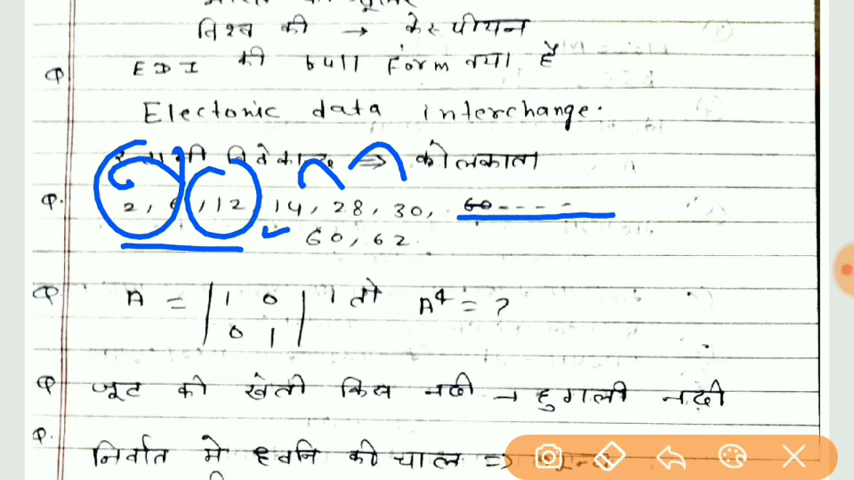 विश्व की → केस्पीयन
Q EDI की bull Form क्या है
Electonic data interchange.
⇒ कोलकाता
Q. 2, 6, 12, 14, 28, 30, 60 - - - -
60, 62
Q A = | 1 0 | तो A⁴ = ?
0 1
Q जूट को खेती किस नदी → हुगली नदी
Q. निर्वात मे ध्वनि की चाल ⇒